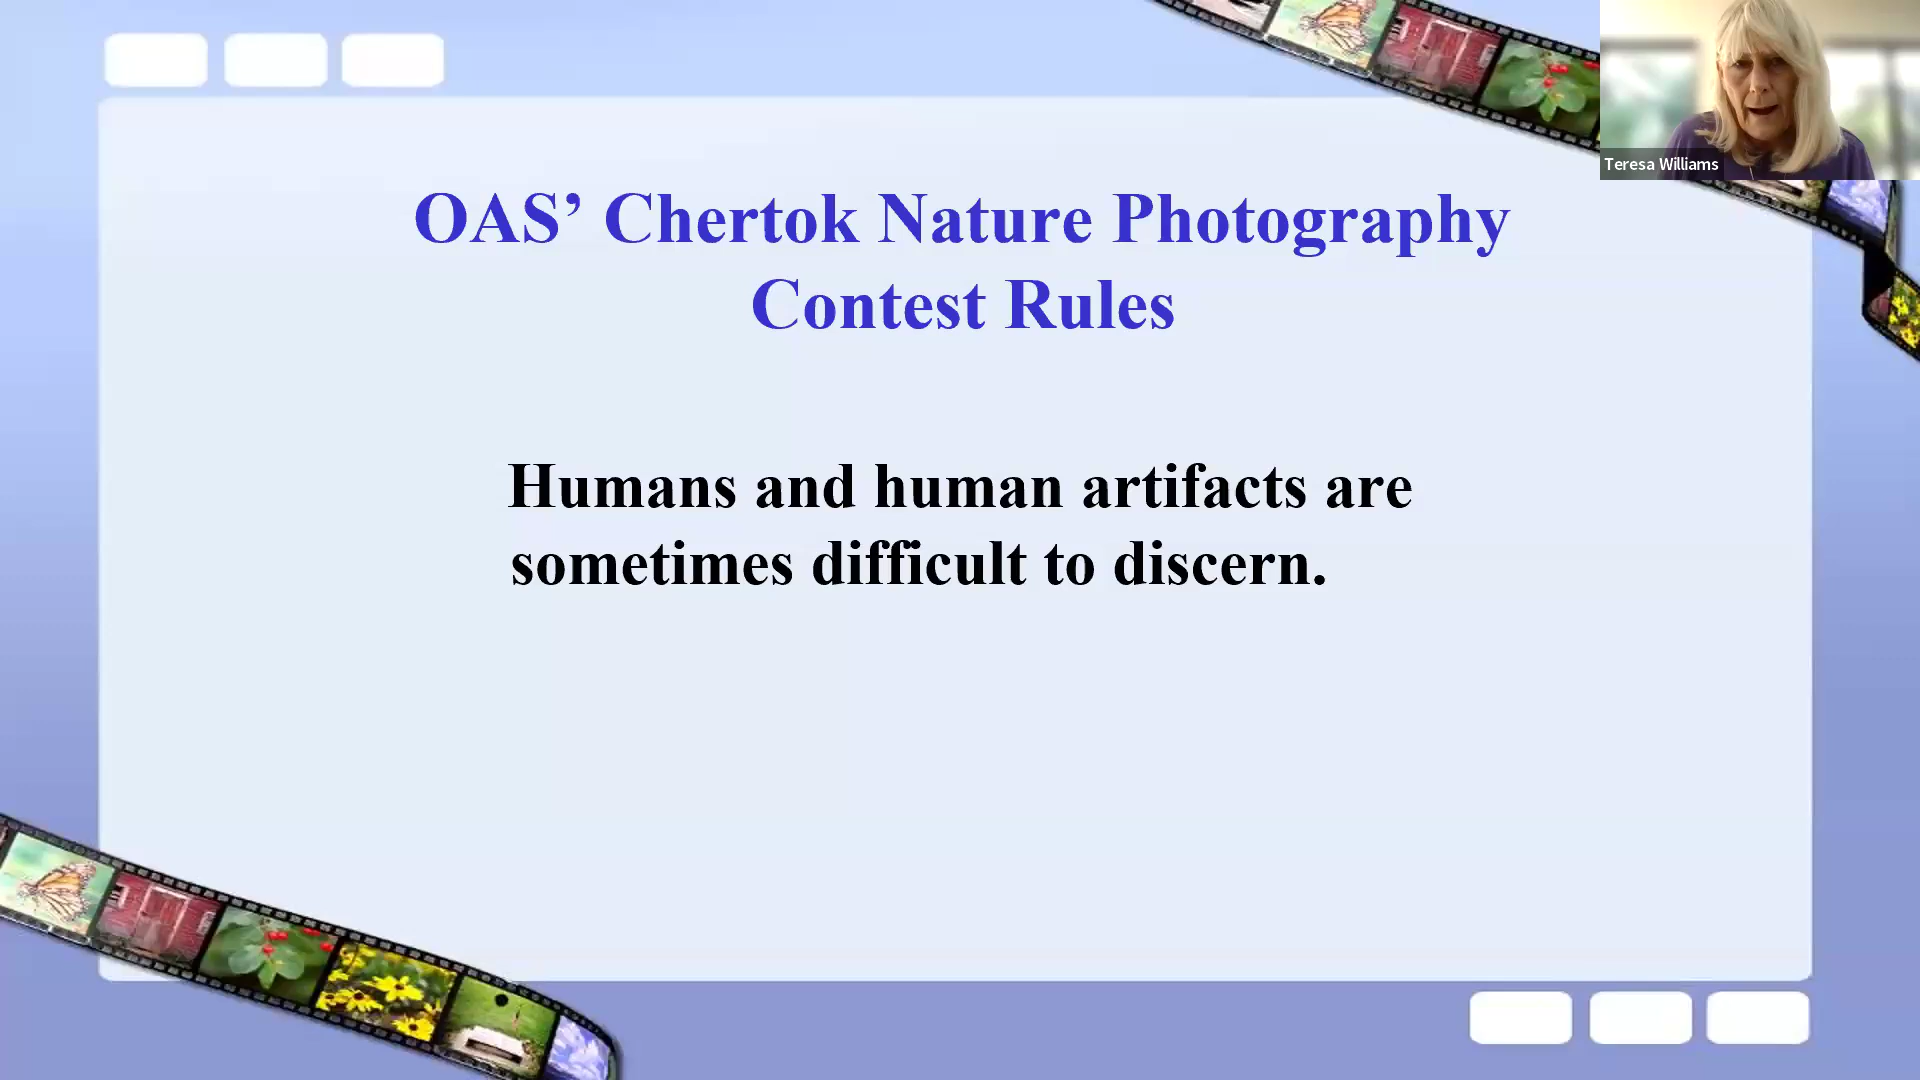 OAS’ Chertok Nature Photography
Contest Rules
Humans and human artifacts are
sometimes difficult to discern.
Teresa Williams